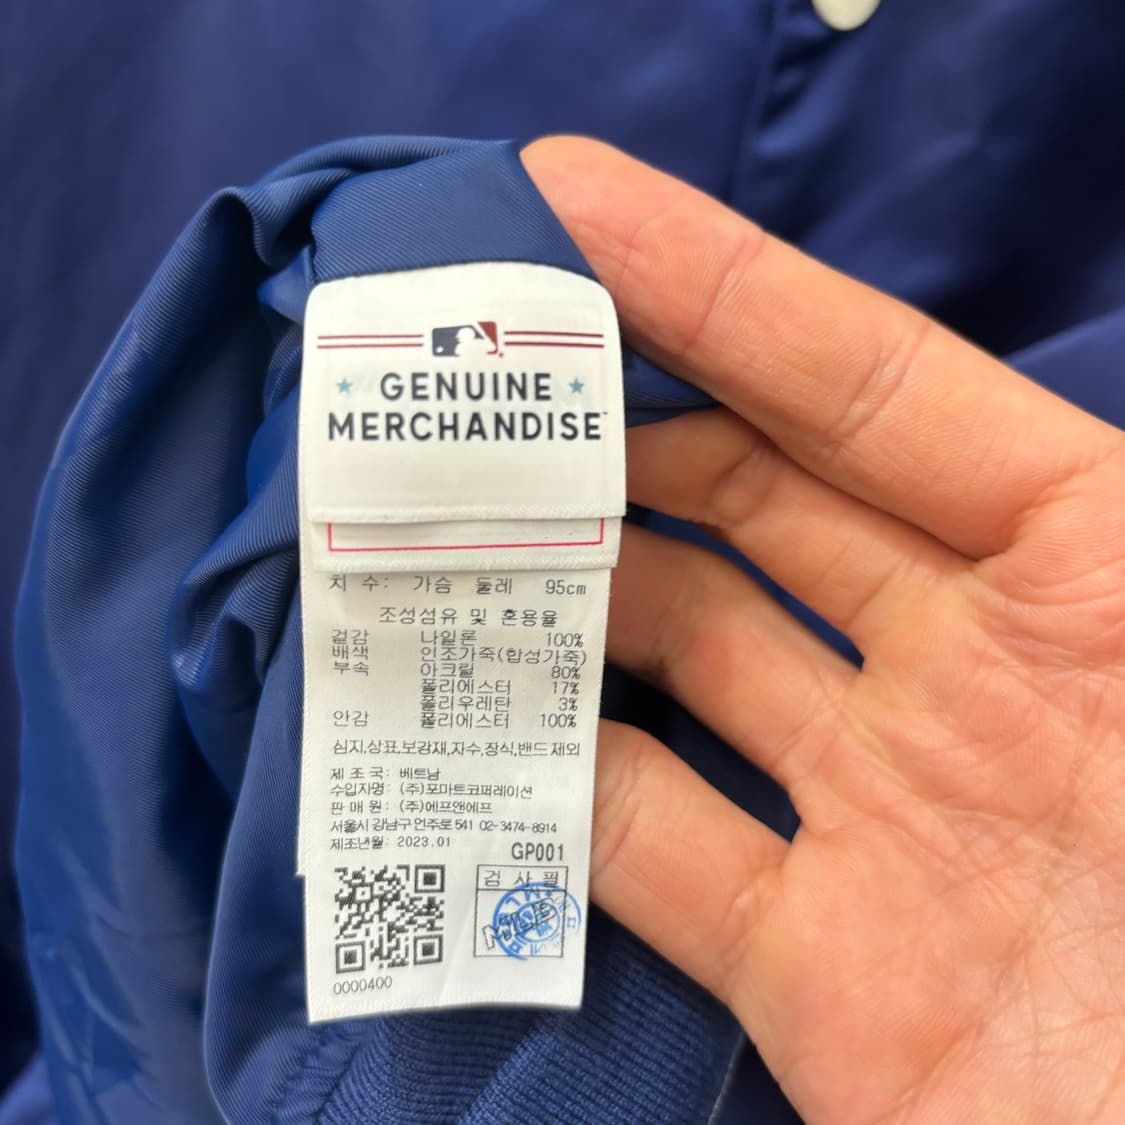 GENUINE
MERCHANDISE™
치 수: 가슴 둘레 95cm
조성섬유 및 혼용율
겉감 나일론 100%
배색 인조가죽(합성가죽)
부속 아크릴 80%
폴리에스터 17%
폴리우레탄 3%
안감 폴리에스터 100%
심지,상표,보강재,자수,장식,밴드제외
제 조 국: 베트남
수입자명: (주)포마트코퍼레이션
판 매 원: (주)에프앤에프
서울시 강남구 언주로 541 02-3474-8914
제조년월: 2023.01
GP001
검 사 필
MLB
0000400